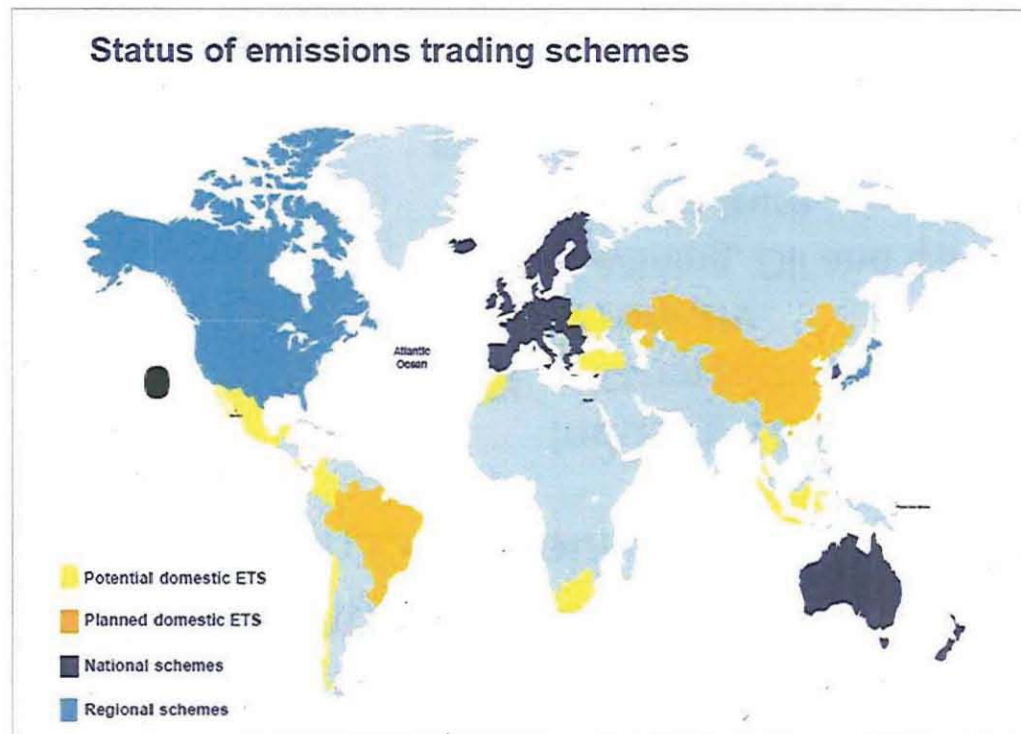 Status of emissions trading schemes
Atlantic
Ocean
Potential domestic ETS
Planned domestic ETS
National schemes
Regional schemes